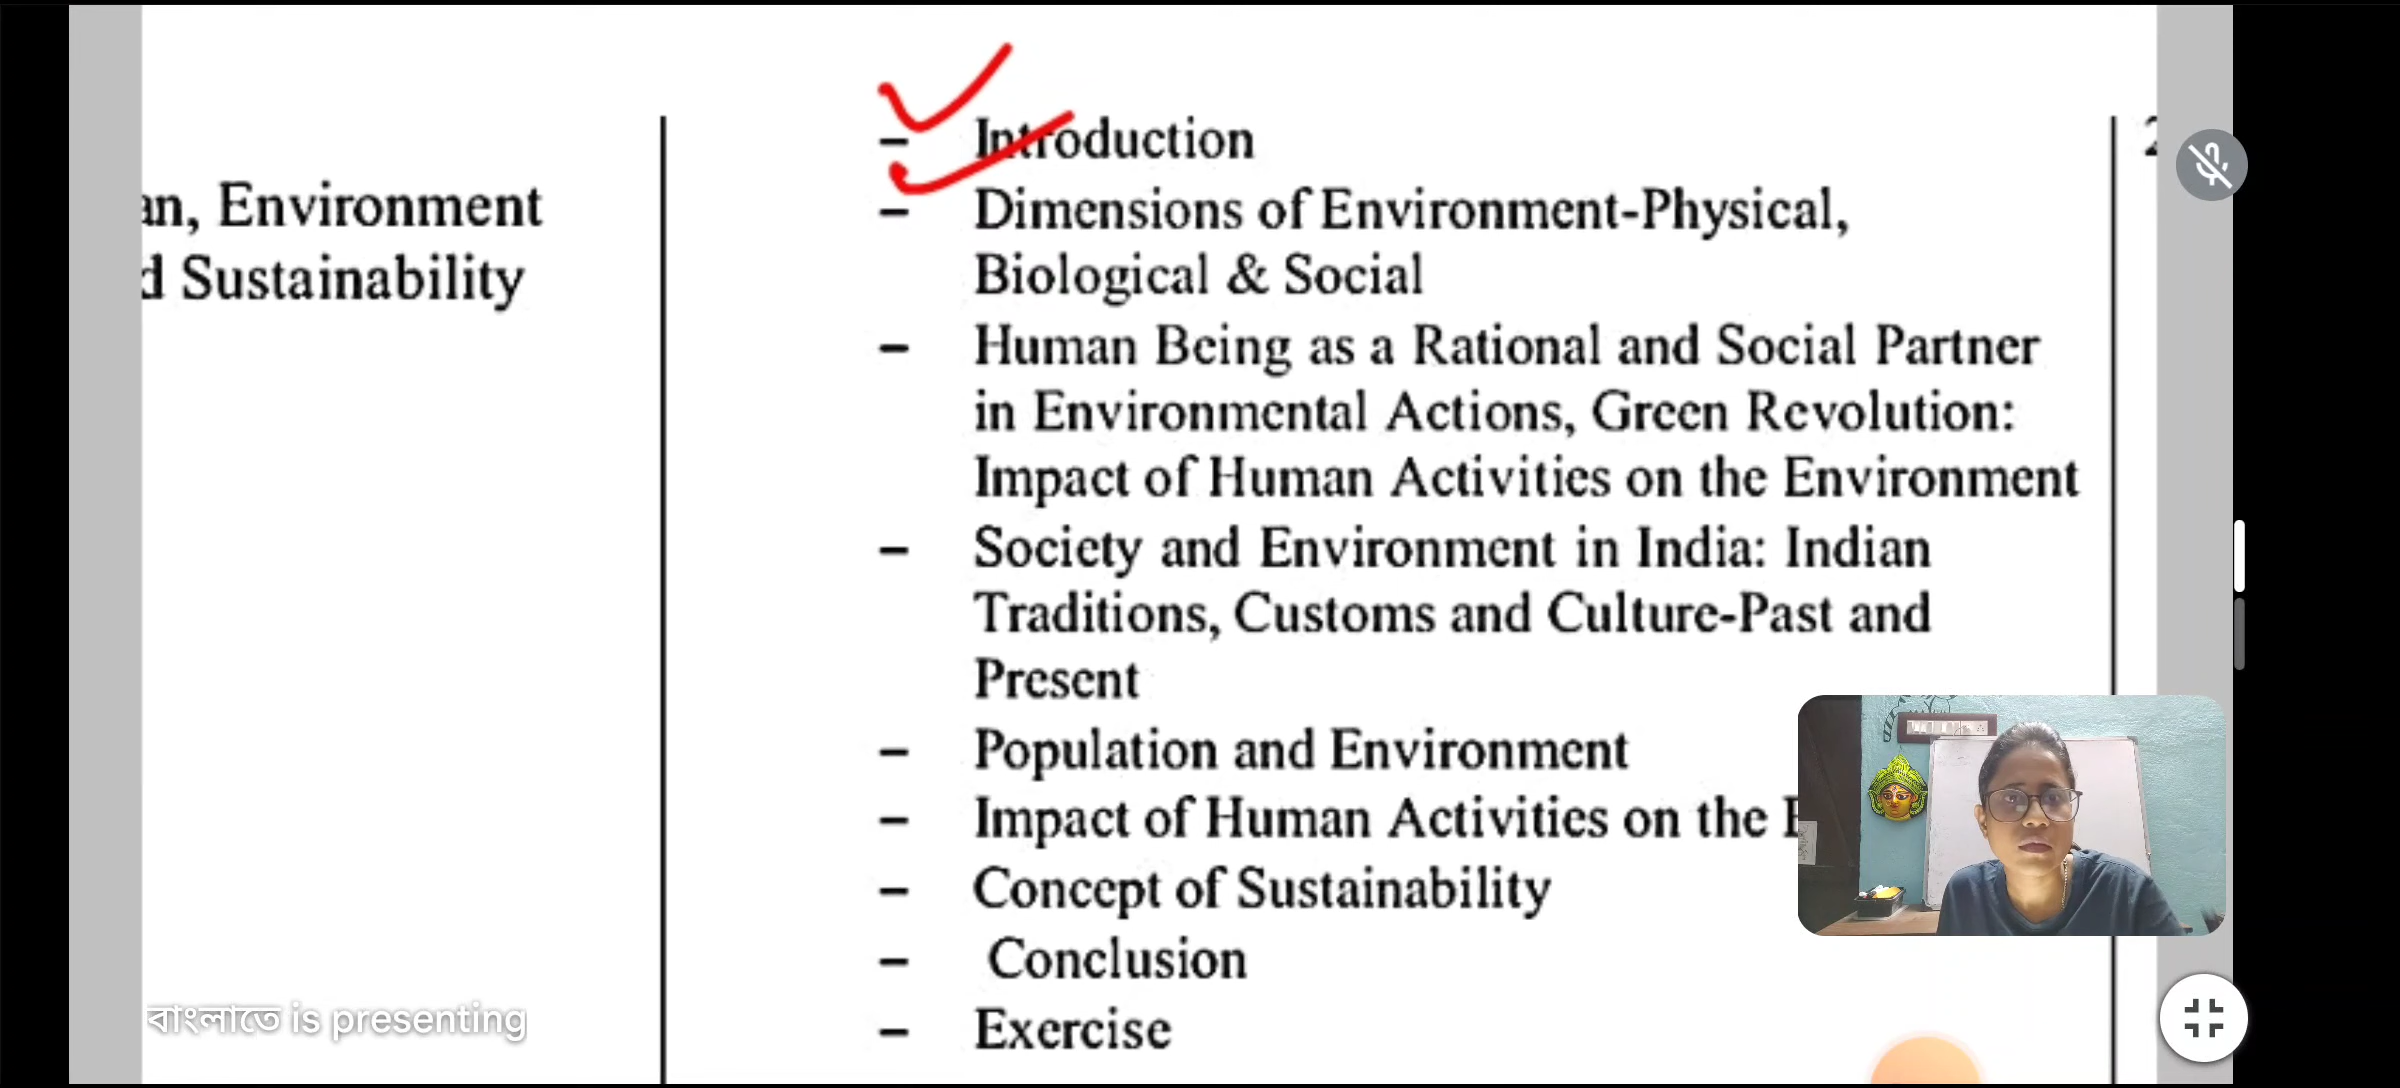 an, Environment
d Sustainability
– Introduction
– Dimensions of Environment-Physical,
Biological & Social
– Human Being as a Rational and Social Partner
in Environmental Actions, Green Revolution:
Impact of Human Activities on the Environment
– Society and Environment in India: Indian
Traditions, Customs and Culture-Past and
Present
– Population and Environment
– Impact of Human Activities on the
– Concept of Sustainability
– Conclusion
– Exercise
বাংলাতে is presenting